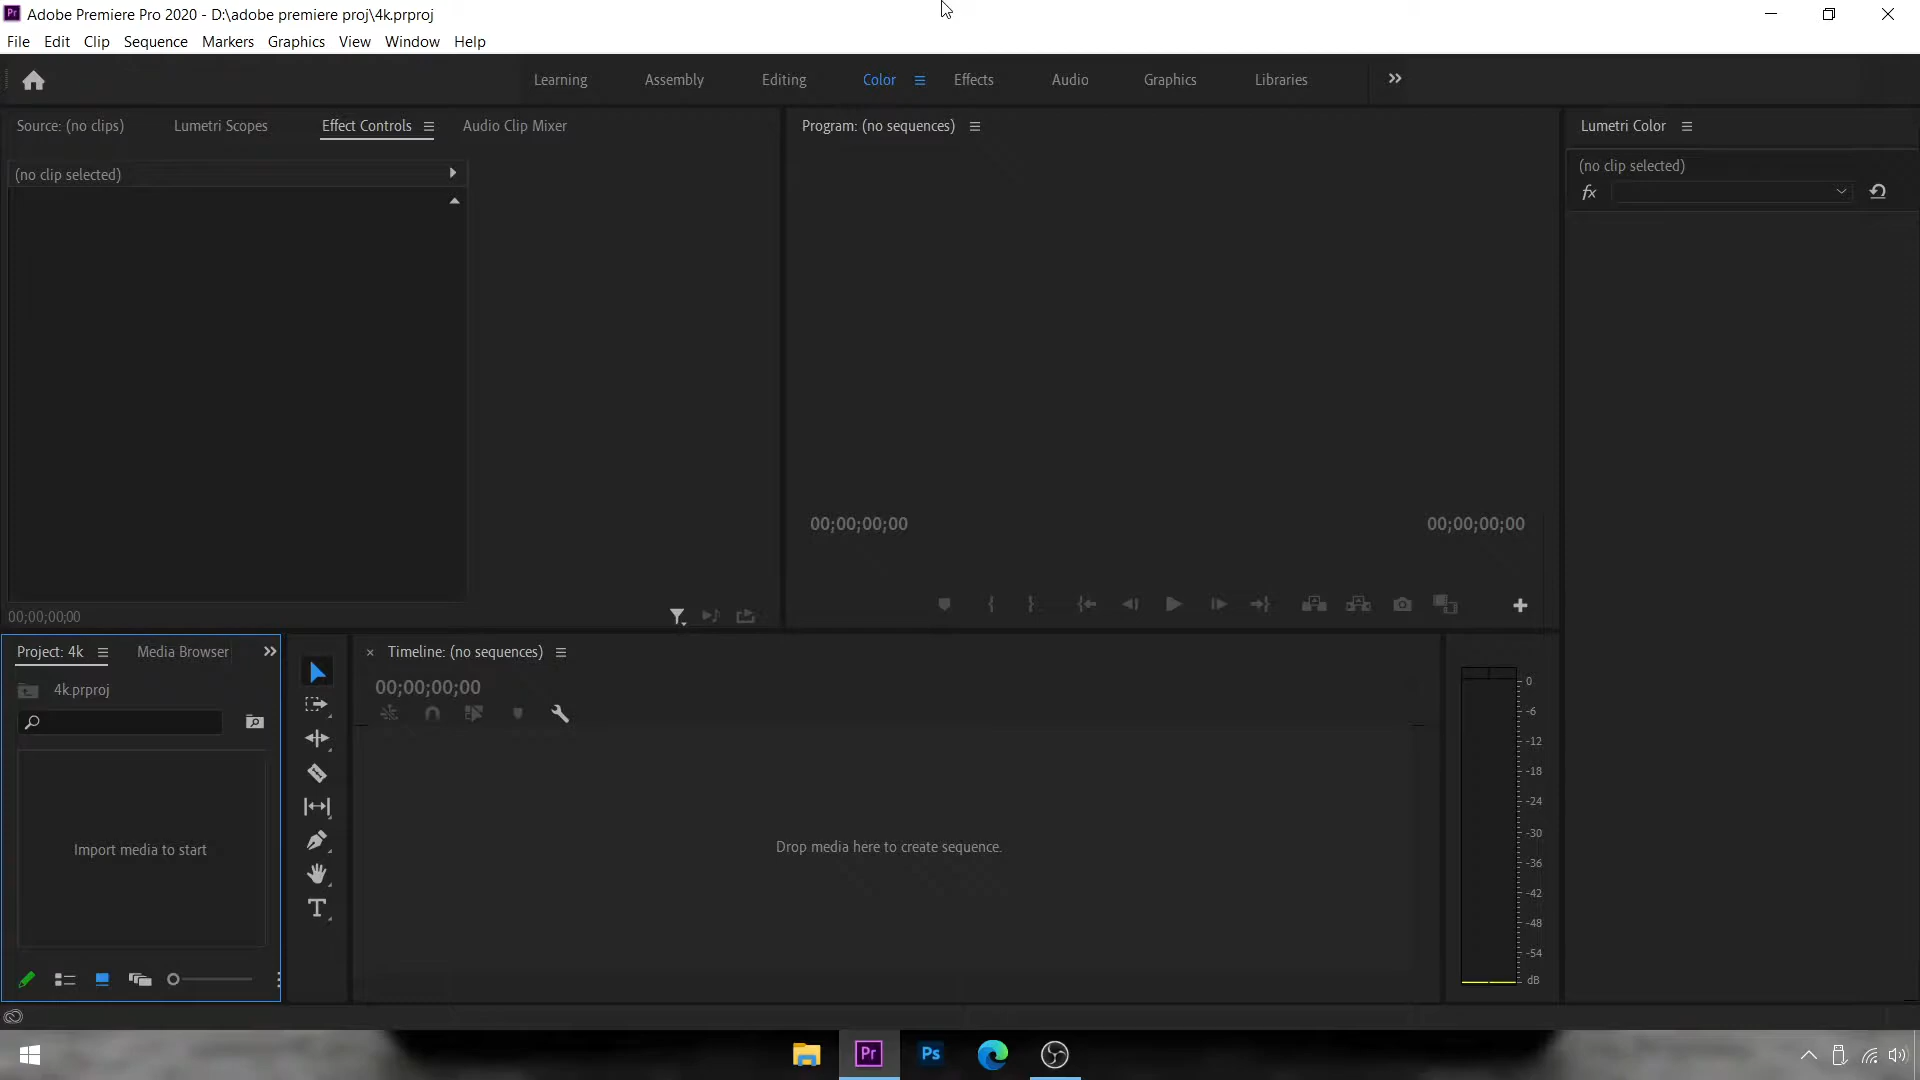 Adobe Premiere Pro 2020 - D:\adobe premiere proj\4k.prproj
File Edit Clip Sequence Markers Graphics View Window Help
Learning Assembly Editing Color Effects Audio Graphics Libraries
Source: (no clips) Lumetri Scopes Effect Controls Audio Clip Mixer
Program: (no sequences)
Lumetri Color
(no clip selected)
(no clip selected)
fx
00;00;00;00
00;00;00;00
00;00;00;00
Project: 4k Media Browser
4k.prproj
Import media to start
Timeline: (no sequences)
00;00;00;00
Drop media here to create sequence.
0
-6
-12
-18
-24
-30
-36
-42
-48
-54
dB
Pr
Ps